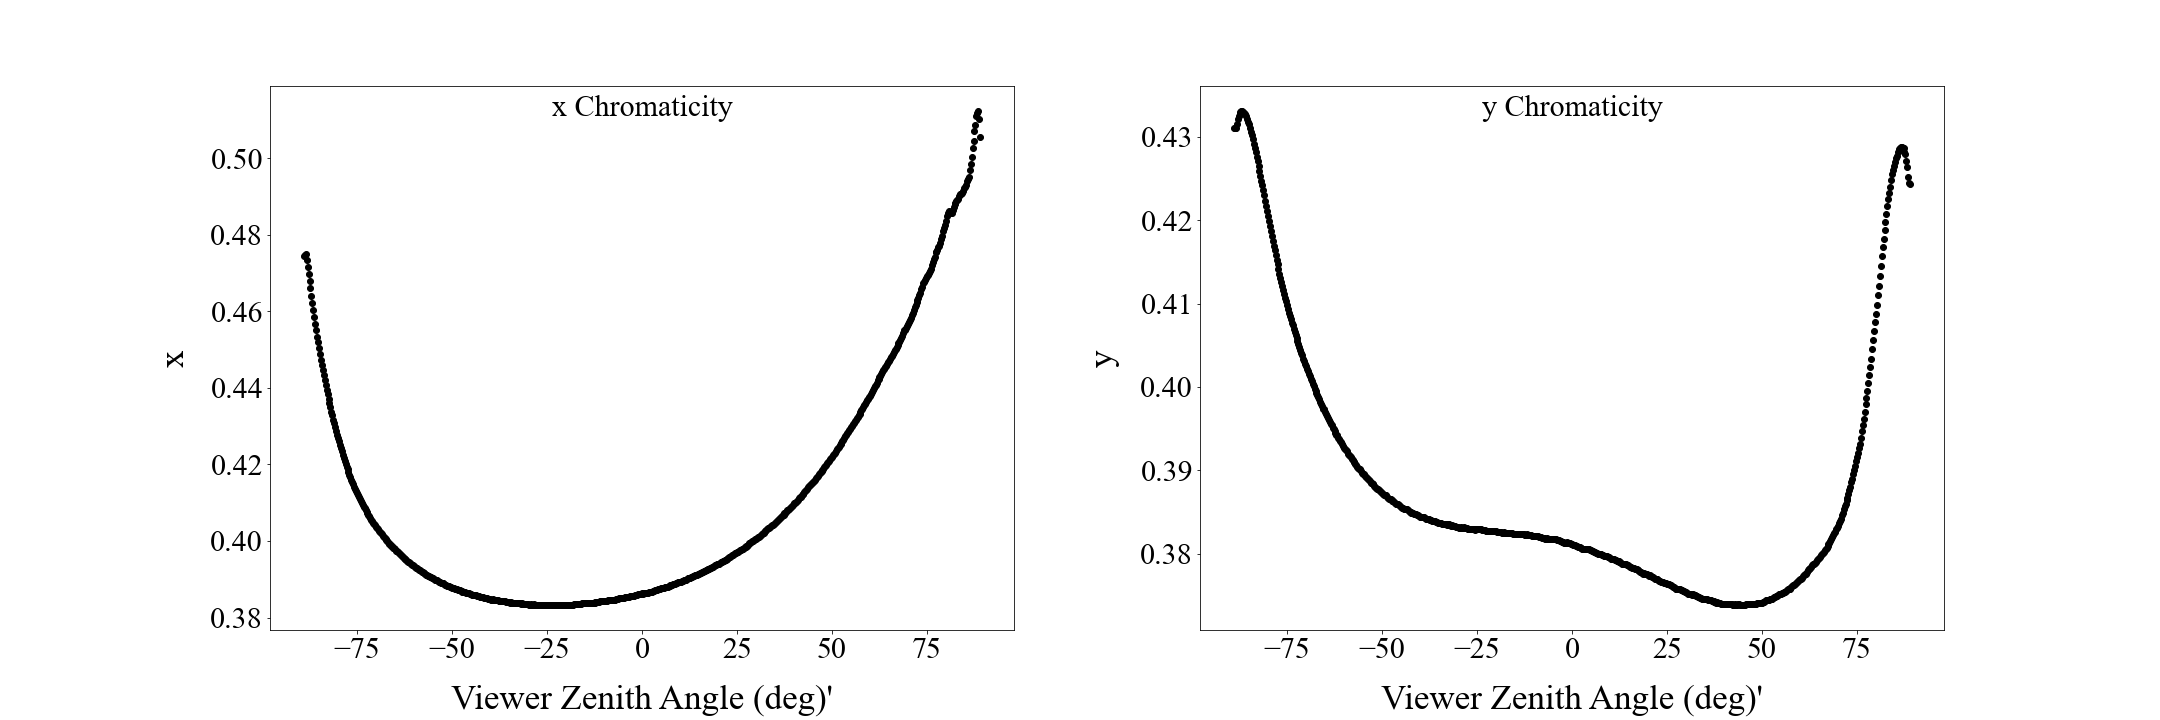 x Chromaticity
0.50
0.48
0.46
0.44
0.42
0.40
0.38
x
−75 −50 −25 0 25 50 75
Viewer Zenith Angle (deg)'
y Chromaticity
0.43
0.42
0.41
0.40
0.39
0.38
y
−75 −50 −25 0 25 50 75
Viewer Zenith Angle (deg)'